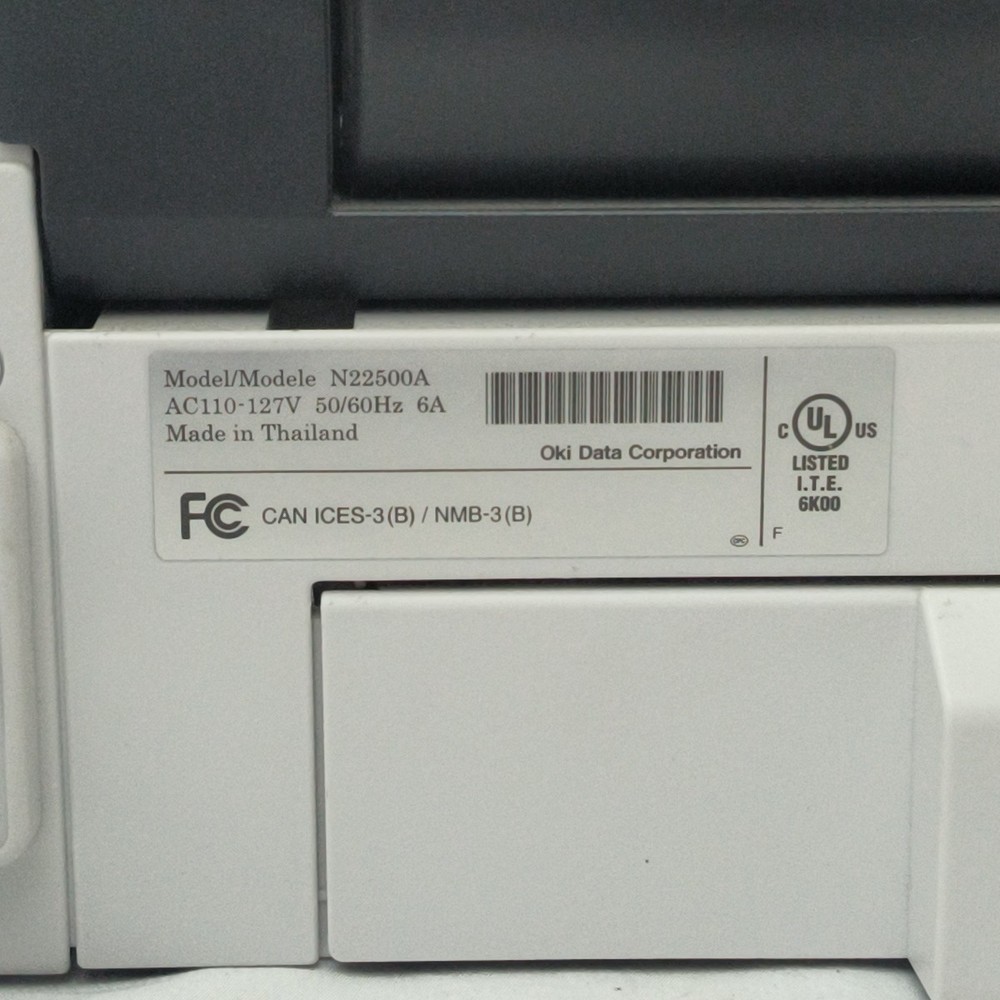 Model/Modele N22500A
AC110-127V 50/60Hz 6A
Made in Thailand
Oki Data Corporation
FC CAN ICES-3(B) / NMB-3(B)
C UL US
LISTED
I.T.E.
6K00
F